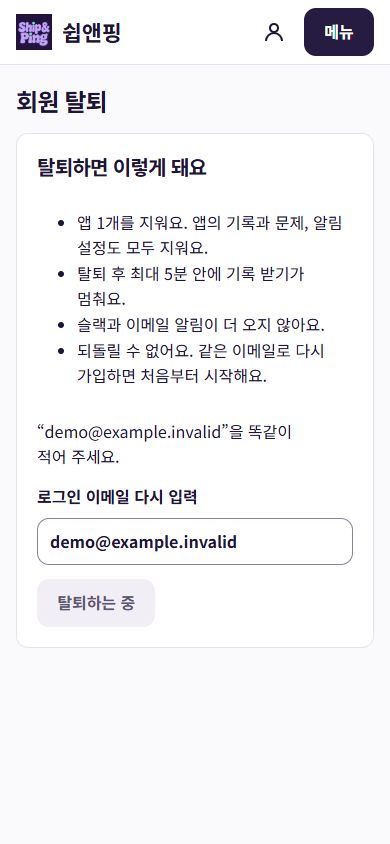 Ship&
Ping
쉽앤핑
메뉴
회원 탈퇴
탈퇴하면 이렇게 돼요
앱 1개를 지워요. 앱의 기록과 문제, 알림
설정도 모두 지워요.
탈퇴 후 최대 5분 안에 기록 받기가
멈춰요.
슬랙과 이메일 알림이 더 오지 않아요.
되돌릴 수 없어요. 같은 이메일로 다시
가입하면 처음부터 시작해요.
“demo@example.invalid”을 똑같이
적어 주세요.
로그인 이메일 다시 입력
demo@example.invalid
탈퇴하는 중